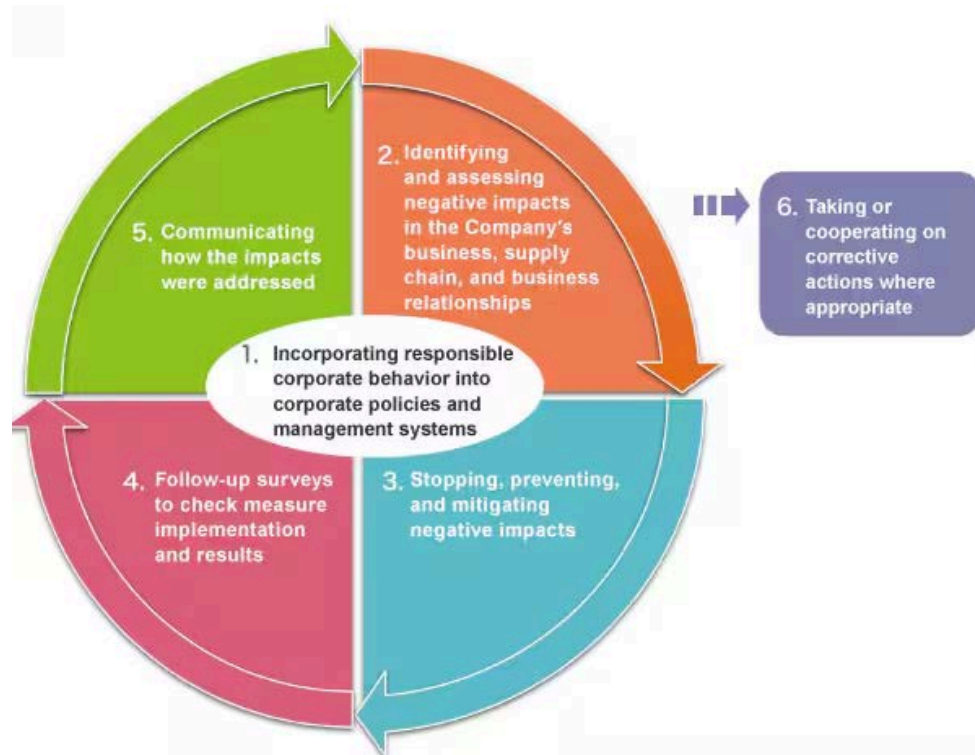 1. Incorporating responsible
corporate behavior into
corporate policies and
management systems
2. Identifying
and assessing
negative impacts
in the Company's
business, supply
chain, and business
relationships
3. Stopping, preventing,
and mitigating
negative impacts
4. Follow-up surveys
to check measure
implementation
and results
5. Communicating
how the impacts
were addressed
6. Taking or
cooperating on
corrective
actions where
appropriate